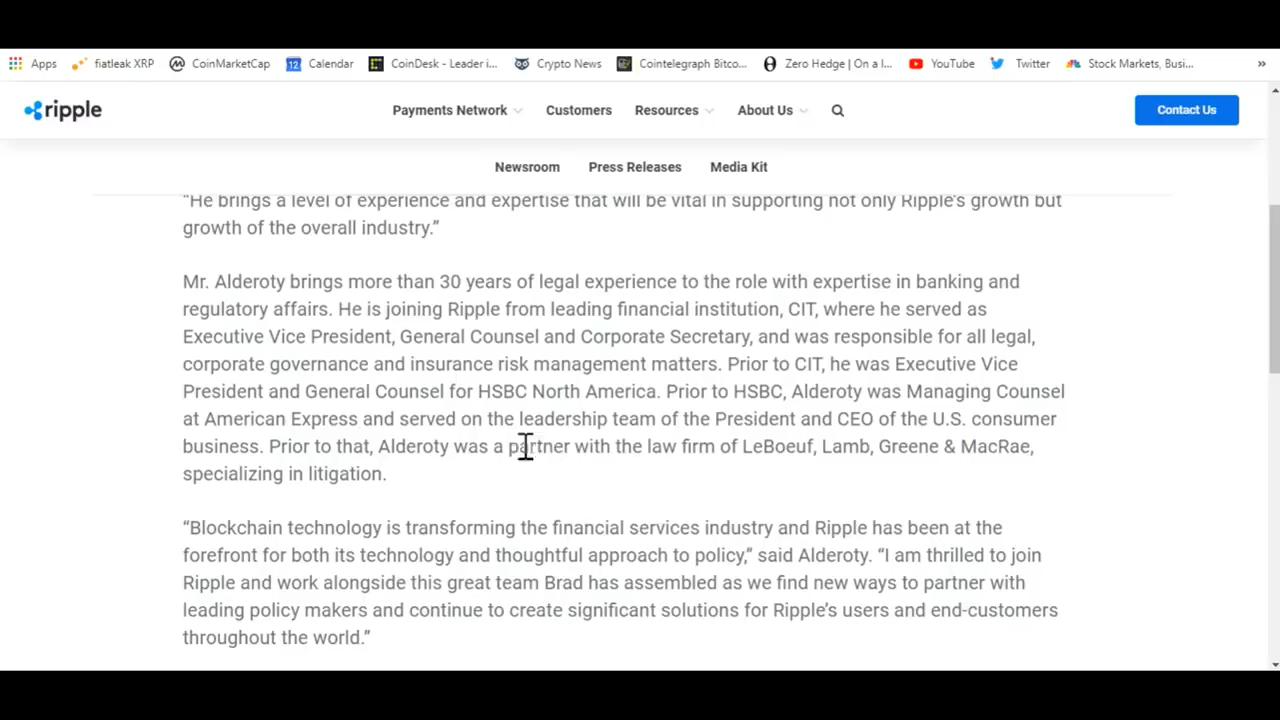 Apps fiatleak XRP CoinMarketCap 12 Calendar CoinDesk - Leader i... Crypto News Cointelegraph Bitco... Zero Hedge | On a l... YouTube Twitter Stock Markets, Busi... »
ripple Payments Network Customers Resources About Us Contact Us
Newsroom Press Releases Media Kit
“He brings a level of experience and expertise that will be vital in supporting not only Ripple’s growth but
growth of the overall industry.”
Mr. Alderoty brings more than 30 years of legal experience to the role with expertise in banking and
regulatory affairs. He is joining Ripple from leading financial institution, CIT, where he served as
Executive Vice President, General Counsel and Corporate Secretary, and was responsible for all legal,
corporate governance and insurance risk management matters. Prior to CIT, he was Executive Vice
President and General Counsel for HSBC North America. Prior to HSBC, Alderoty was Managing Counsel
at American Express and served on the leadership team of the President and CEO of the U.S. consumer
business. Prior to that, Alderoty was a partner with the law firm of LeBoeuf, Lamb, Greene & MacRae,
specializing in litigation.
“Blockchain technology is transforming the financial services industry and Ripple has been at the
forefront for both its technology and thoughtful approach to policy,” said Alderoty. “I am thrilled to join
Ripple and work alongside this great team Brad has assembled as we find new ways to partner with
leading policy makers and continue to create significant solutions for Ripple’s users and end-customers
throughout the world.”